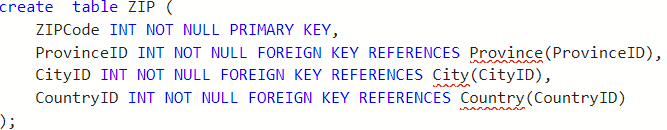 create  table ZIP (
    ZIPCode INT NOT NULL PRIMARY KEY,
    ProvinceID INT NOT NULL FOREIGN KEY REFERENCES Province(ProvinceID),
    CityID INT NOT NULL FOREIGN KEY REFERENCES City(CityID),
    CountryID INT NOT NULL FOREIGN KEY REFERENCES Country(CountryID)
);